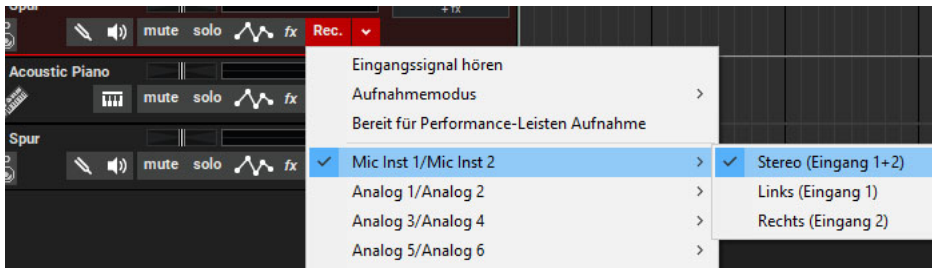 Spur
+ fx
mute solo fx Rec.
Eingangssignal hören
Acoustic Piano
Aufnahmemodus
mute solo fx
Bereit für Performance-Leisten Aufnahme
Spur
mute solo fx
Mic Inst 1/Mic Inst 2
Stereo (Eingang 1+2)
Analog 1/Analog 2
Links (Eingang 1)
Analog 3/Analog 4
Rechts (Eingang 2)
Analog 5/Analog 6